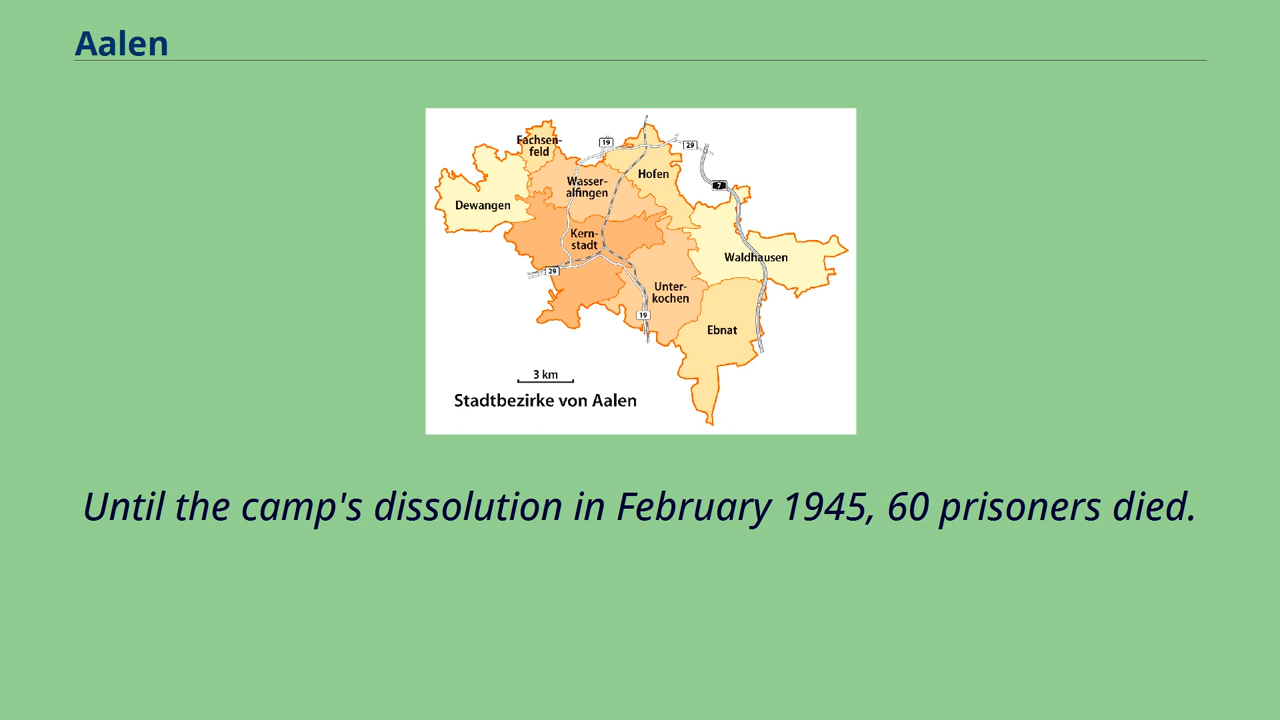 Aalen
Fachsen-
feld
19
29
Hofen
7
Wasser-
alfingen
Dewangen
Kern-
stadt
Waldhausen
29
Unter-
kochen
19
Ebnat
3 km
Stadtbezirke von Aalen
Until the camp's dissolution in February 1945, 60 prisoners died.